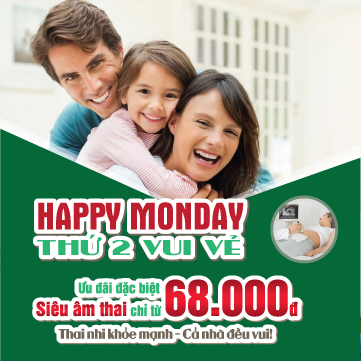 HAPPY MONDAY
THỨ 2 VUI VẺ
Ưu đãi đặc biệt
Siêu âm thai chỉ từ 68.000đ
Thai nhi khỏe mạnh - Cả nhà đều vui!